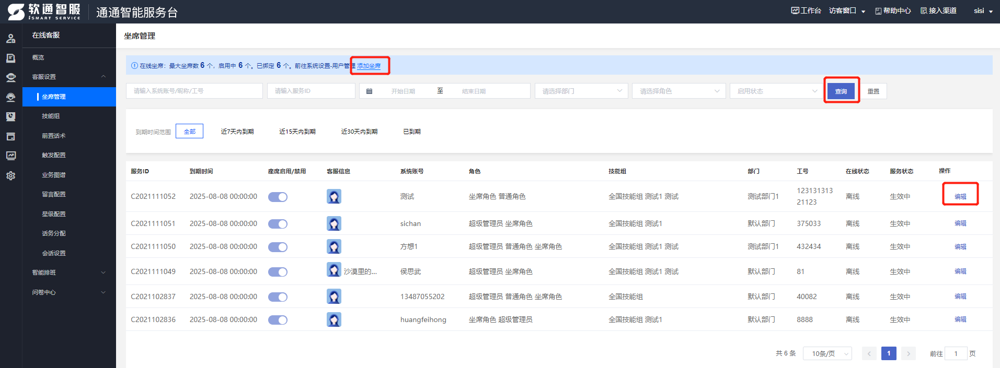 软通智服
iSMART SERVICE
通通智能服务台
工作台 访客窗口 帮助中心 接入渠道 sisi
在线客服
概览
客服设置
坐席管理
技能组
前置话术
触发配置
业务图谱
留言配置
星级配置
话务分配
会话设置
智能排班
问卷中心
坐席管理
在线坐席：最大坐席数 6 个，启用中 6 个。已绑定 6 个。前往系统设置-用户管理 添加坐席
请输入系统账号/昵称/工号 请输入服务ID 开始日期 至 结束日期 请选择部门 请选择角色 启用状态 查询 重置
到期时间范围 全部 近7天内到期 近15天内到期 近30天内到期 已到期
服务ID 到期时间 座席启用/禁用 客服信息 系统账号 角色 技能组 部门 工号 在线状态 服务状态 操作
C2021111052 2025-08-08 00:00:00 测试 坐席角色 普通角色 全国技能组 测试1 测试 测试部门1 123131313 离线 生效中 编辑
21123
C2021111051 2025-08-08 00:00:00 sichan 超级管理员 坐席角色 全国技能组 测试1 默认部门 375033 离线 生效中 编辑
C2021111050 2025-08-08 00:00:00 方想1 超级管理员 普通角色 坐席角色 全国技能组 测试1 测试 测试部门1 432434 离线 生效中 编辑
C2021111049 2025-08-08 00:00:00 沙漠里的... 侯思武 超级管理员 坐席角色 全国技能组 测试1 测试 默认部门 81 离线 生效中 编辑
C2021102837 2025-08-08 00:00:00 13487055202 超级管理员 普通角色 坐席角色 全国技能组 默认部门 40082 离线 生效中 编辑
C2021102836 2025-08-08 00:00:00 huangfeihong 坐席角色 超级管理员 全国技能组 测试1 默认部门 8888 离线 生效中 编辑
共 6 条 10条/页 1 前往 1 页